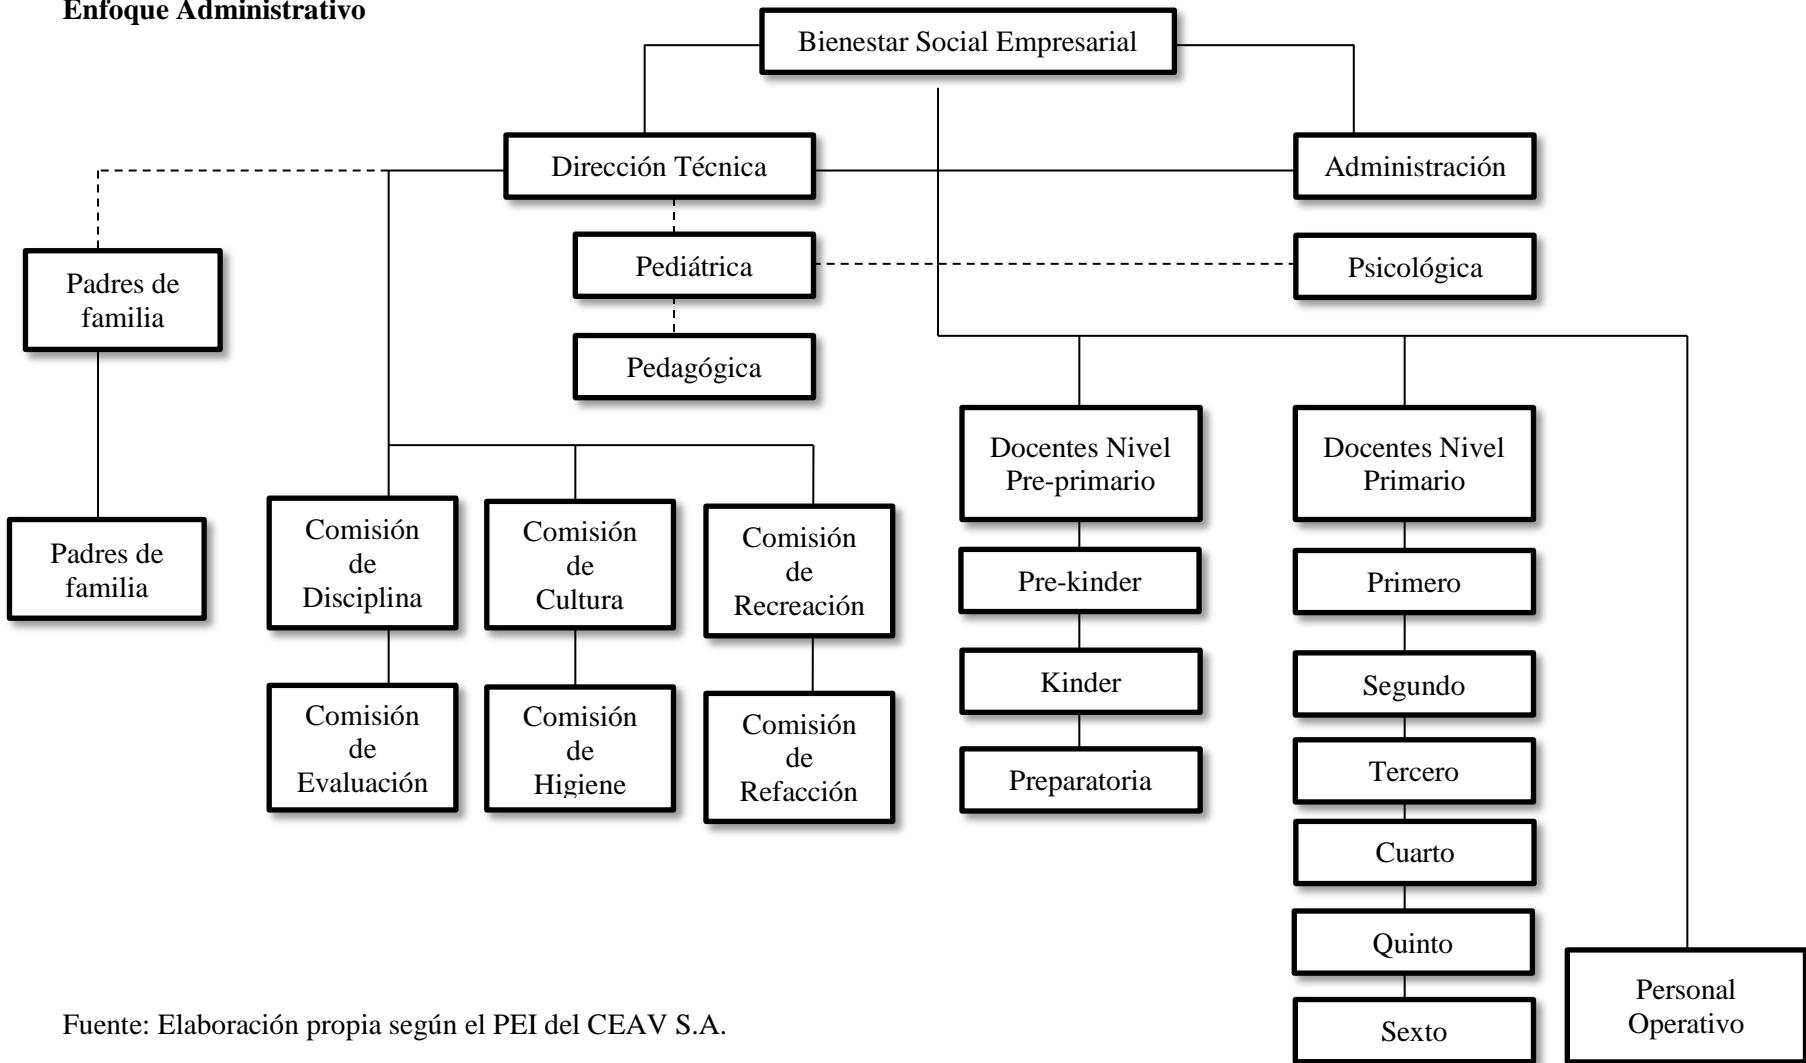 Enfoque Administrativo
Bienestar Social Empresarial
Dirección Técnica
Administración
Padres de
familia
Pediátrica
Psicológica
Pedagógica
Padres de
familia
Comisión
de
Disciplina
Comisión
de
Cultura
Comisión
de
Recreación
Comisión
de
Evaluación
Comisión
de
Higiene
Comisión
de
Refacción
Docentes Nivel
Pre-primario
Pre-kinder
Kinder
Preparatoria
Docentes Nivel
Primario
Primero
Segundo
Tercero
Cuarto
Quinto
Sexto
Personal
Operativo
Fuente: Elaboración propia según el PEI del CEAV S.A.